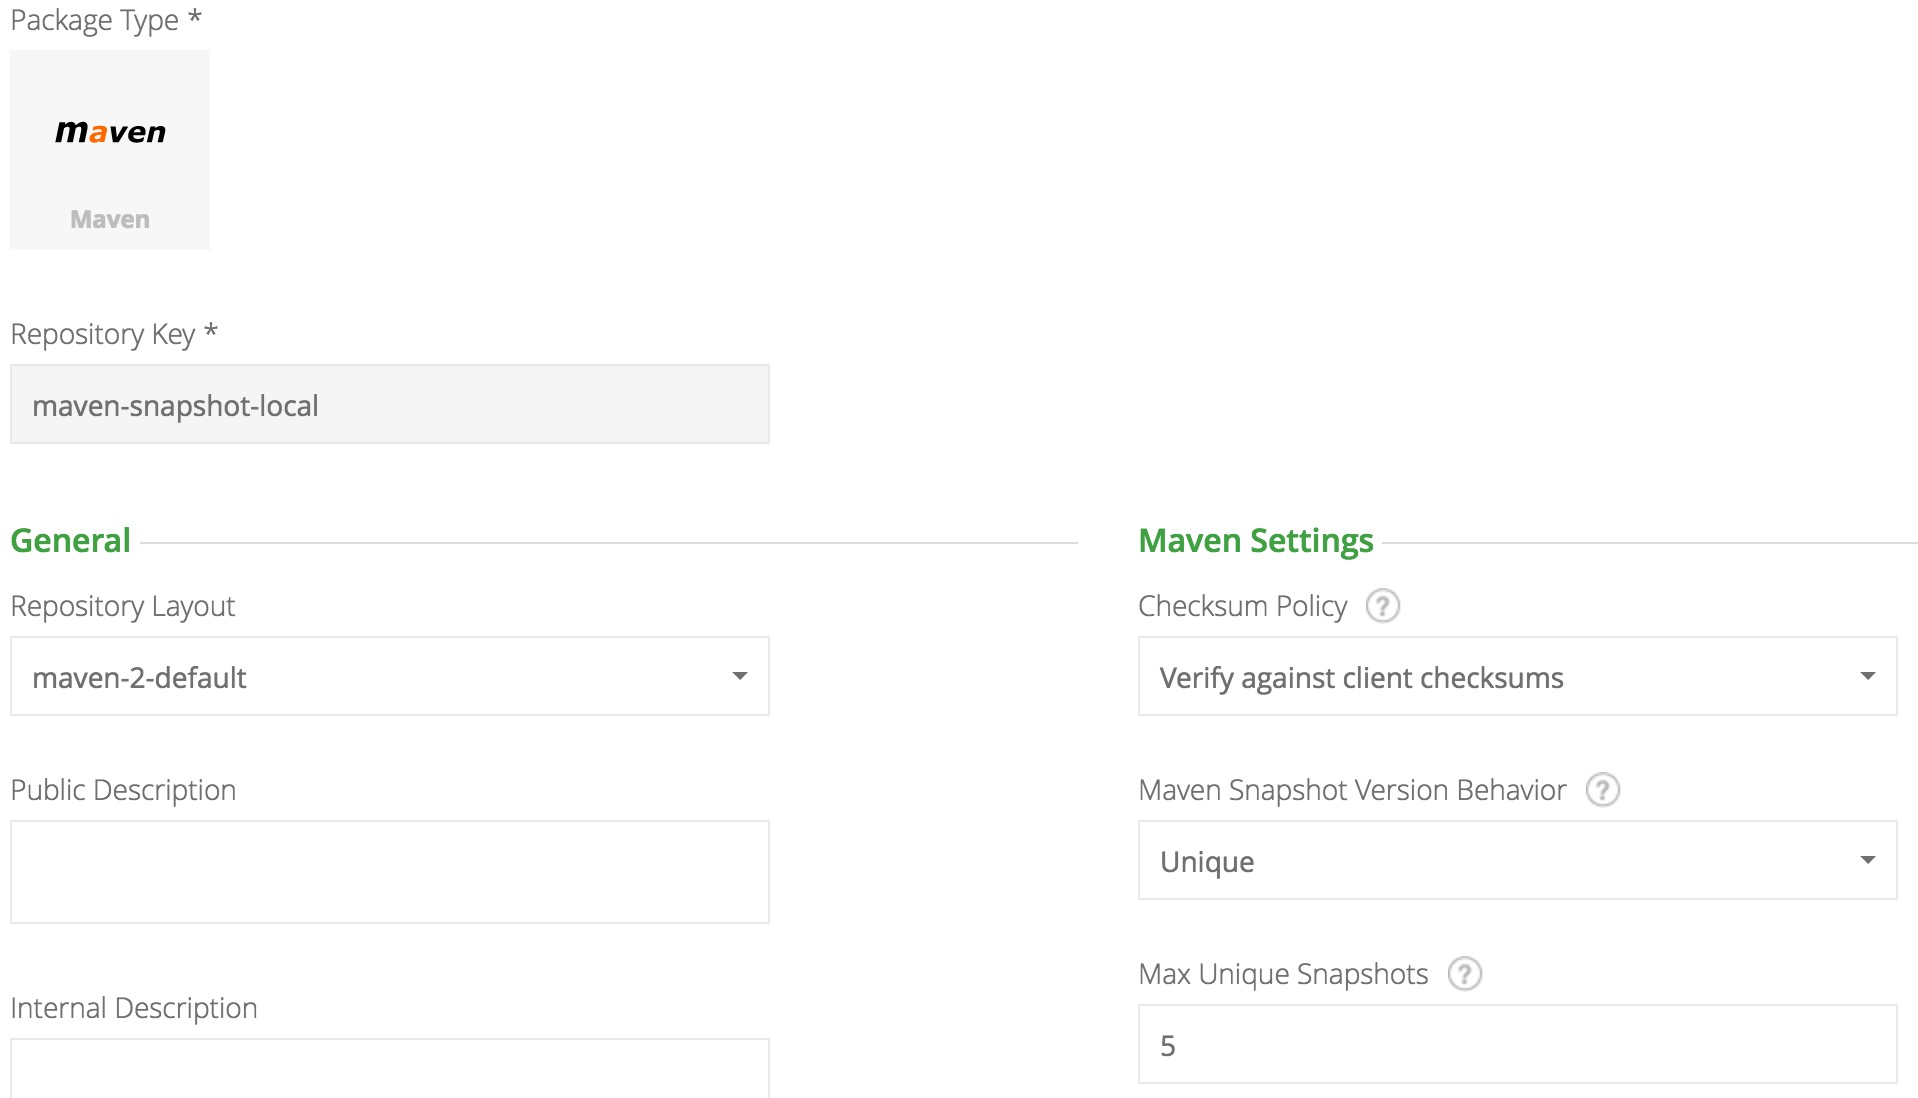 Package Type *
maven
Maven
Repository Key *
maven-snapshot-local
General
Repository Layout
maven-2-default
Public Description
Internal Description
Maven Settings
Checksum Policy ?
Verify against client checksums
Maven Snapshot Version Behavior ?
Unique
Max Unique Snapshots ?
5